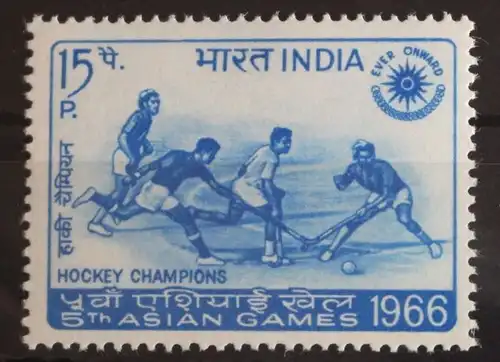 15 पै.
P.
भारत INDIA
EVER ONWARD
हाकी चैम्पियन
HOCKEY CHAMPIONS
५वाँ एशियाई खेल
5TH ASIAN GAMES 1966